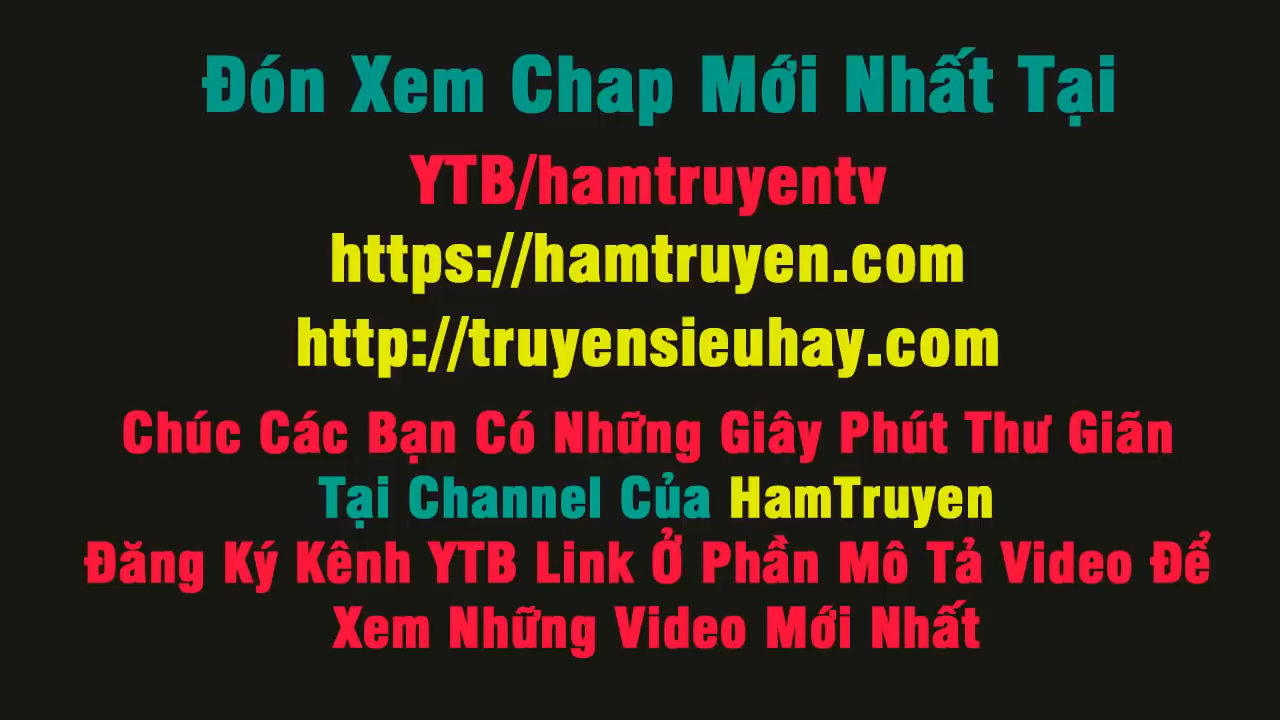 Đón Xem Chap Mới Nhất Tại
YTB/hamtruyentv
https://hamtruyen.com
http://truyensieuhay.com
Chúc Các Bạn Có Những Giây Phút Thư Giãn
Tại Channel Của HamTruyen
Đăng Ký Kênh YTB Link Ở Phần Mô Tả Video Để
Xem Những Video Mới Nhất